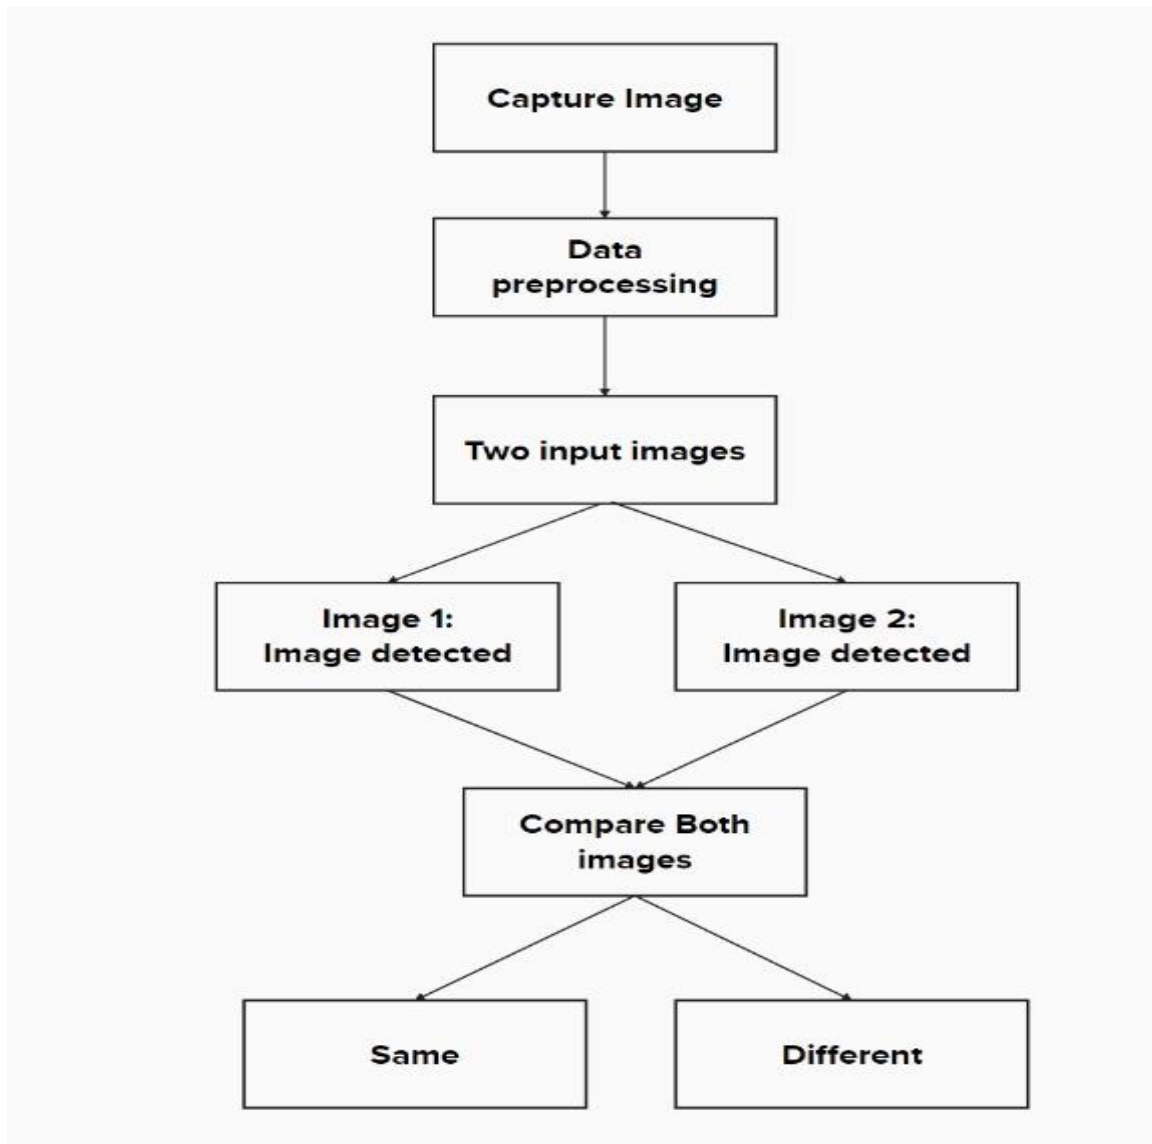 Capture Image
Data
preprocessing
Two input images
Image 1:
Image detected
Image 2:
Image detected
Compare Both
images
Same
Different